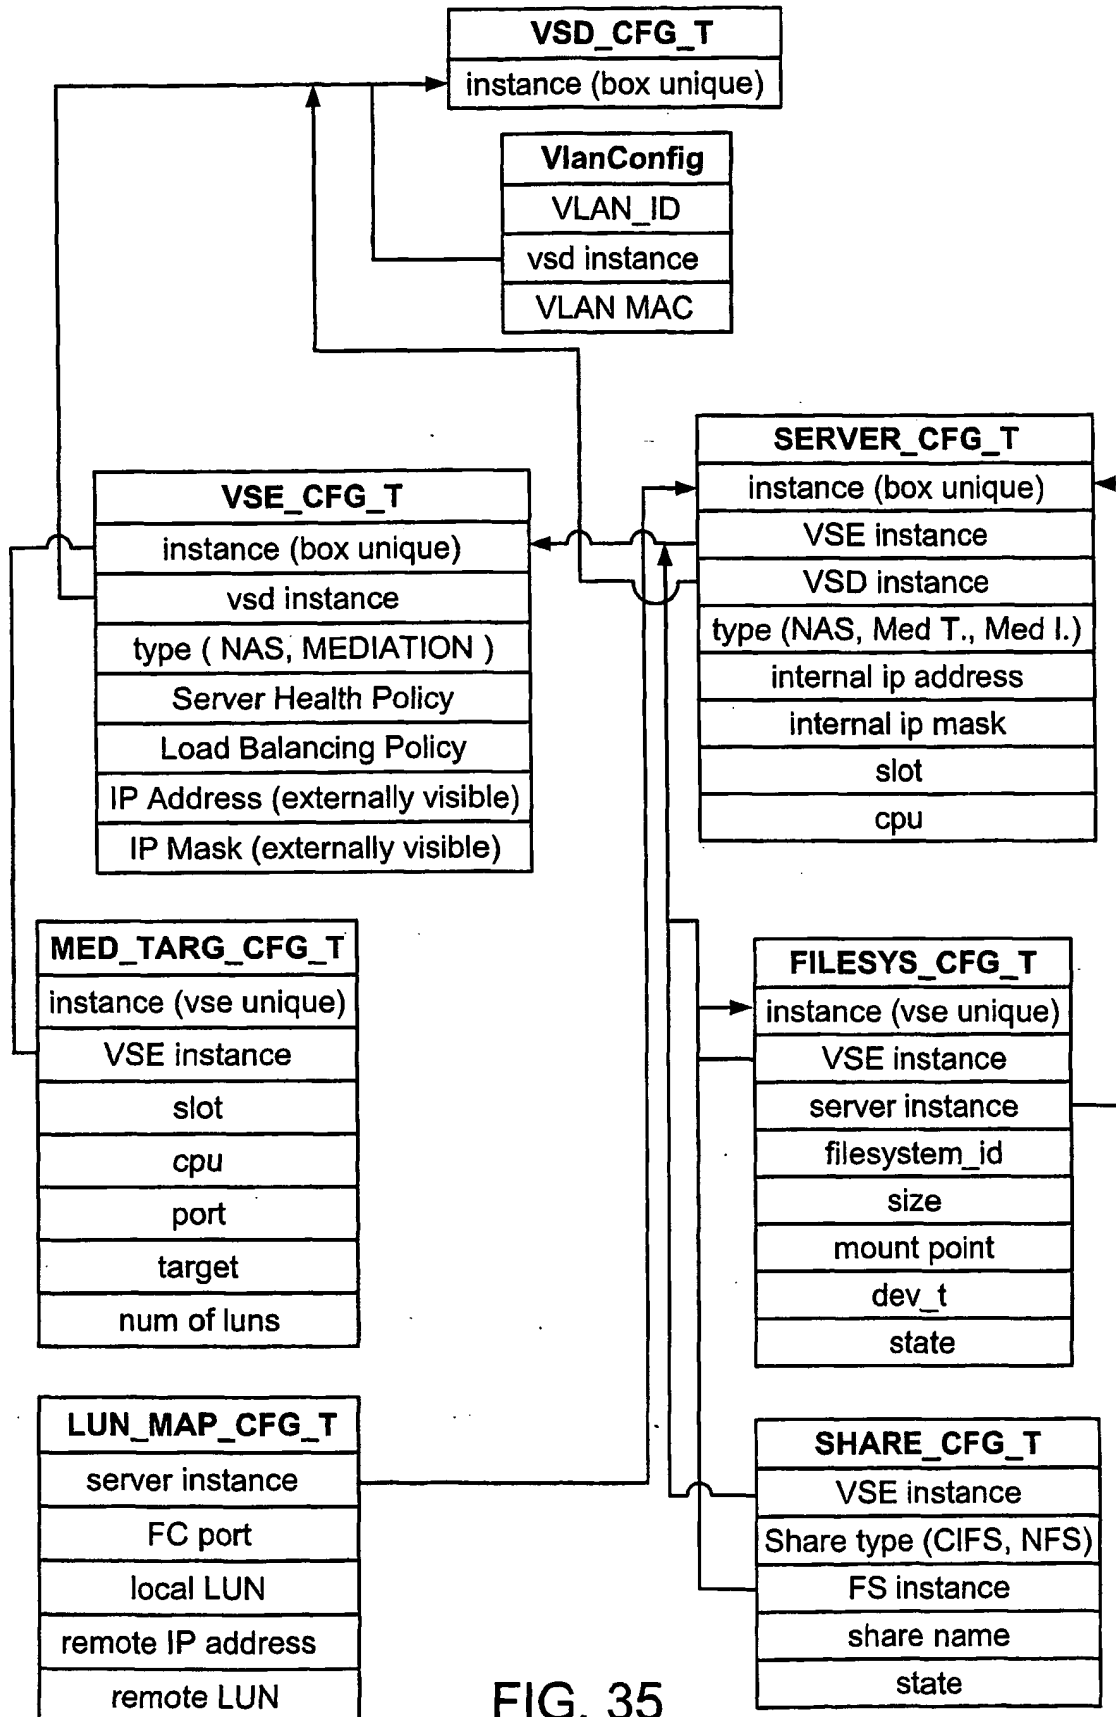 VSD_CFG_T
instance (box unique)
VlanConfig
VLAN_ID
vsd instance
VLAN MAC
SERVER_CFG_T
instance (box unique)
VSE instance
VSD instance
type (NAS, Med T., Med I.)
internal ip address
internal ip mask
slot
cpu
VSE_CFG_T
instance (box unique)
vsd instance
type ( NAS, MEDIATION )
Server Health Policy
Load Balancing Policy
IP Address (externally visible)
IP Mask (externally visible)
MED_TARG_CFG_T
instance (vse unique)
VSE instance
slot
cpu
port
target
num of luns
FILESYS_CFG_T
instance (vse unique)
VSE instance
server instance
filesystem_id
size
mount point
dev_t
state
LUN_MAP_CFG_T
server instance
FC port
local LUN
remote IP address
remote LUN
SHARE_CFG_T
VSE instance
Share type (CIFS, NFS)
FS instance
share name
state
FIG. 35